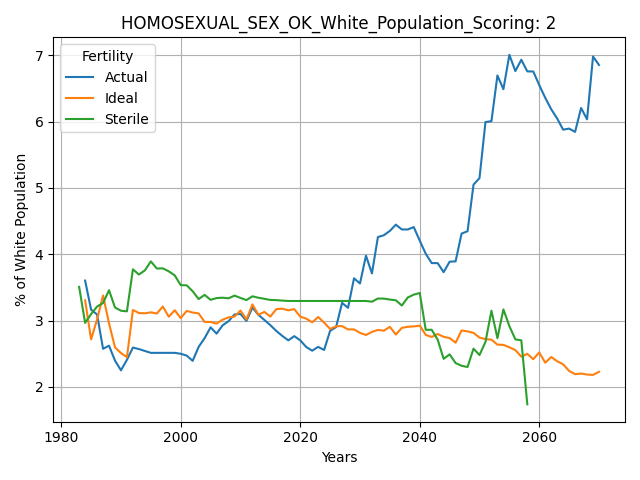 HOMOSEXUAL_SEX_OK_White_Population_Scoring: 2
Fertility
Actual
Ideal
Sterile
% of White Population
7
6
5
4
3
2
1980
2000
2020
2040
2060
Years